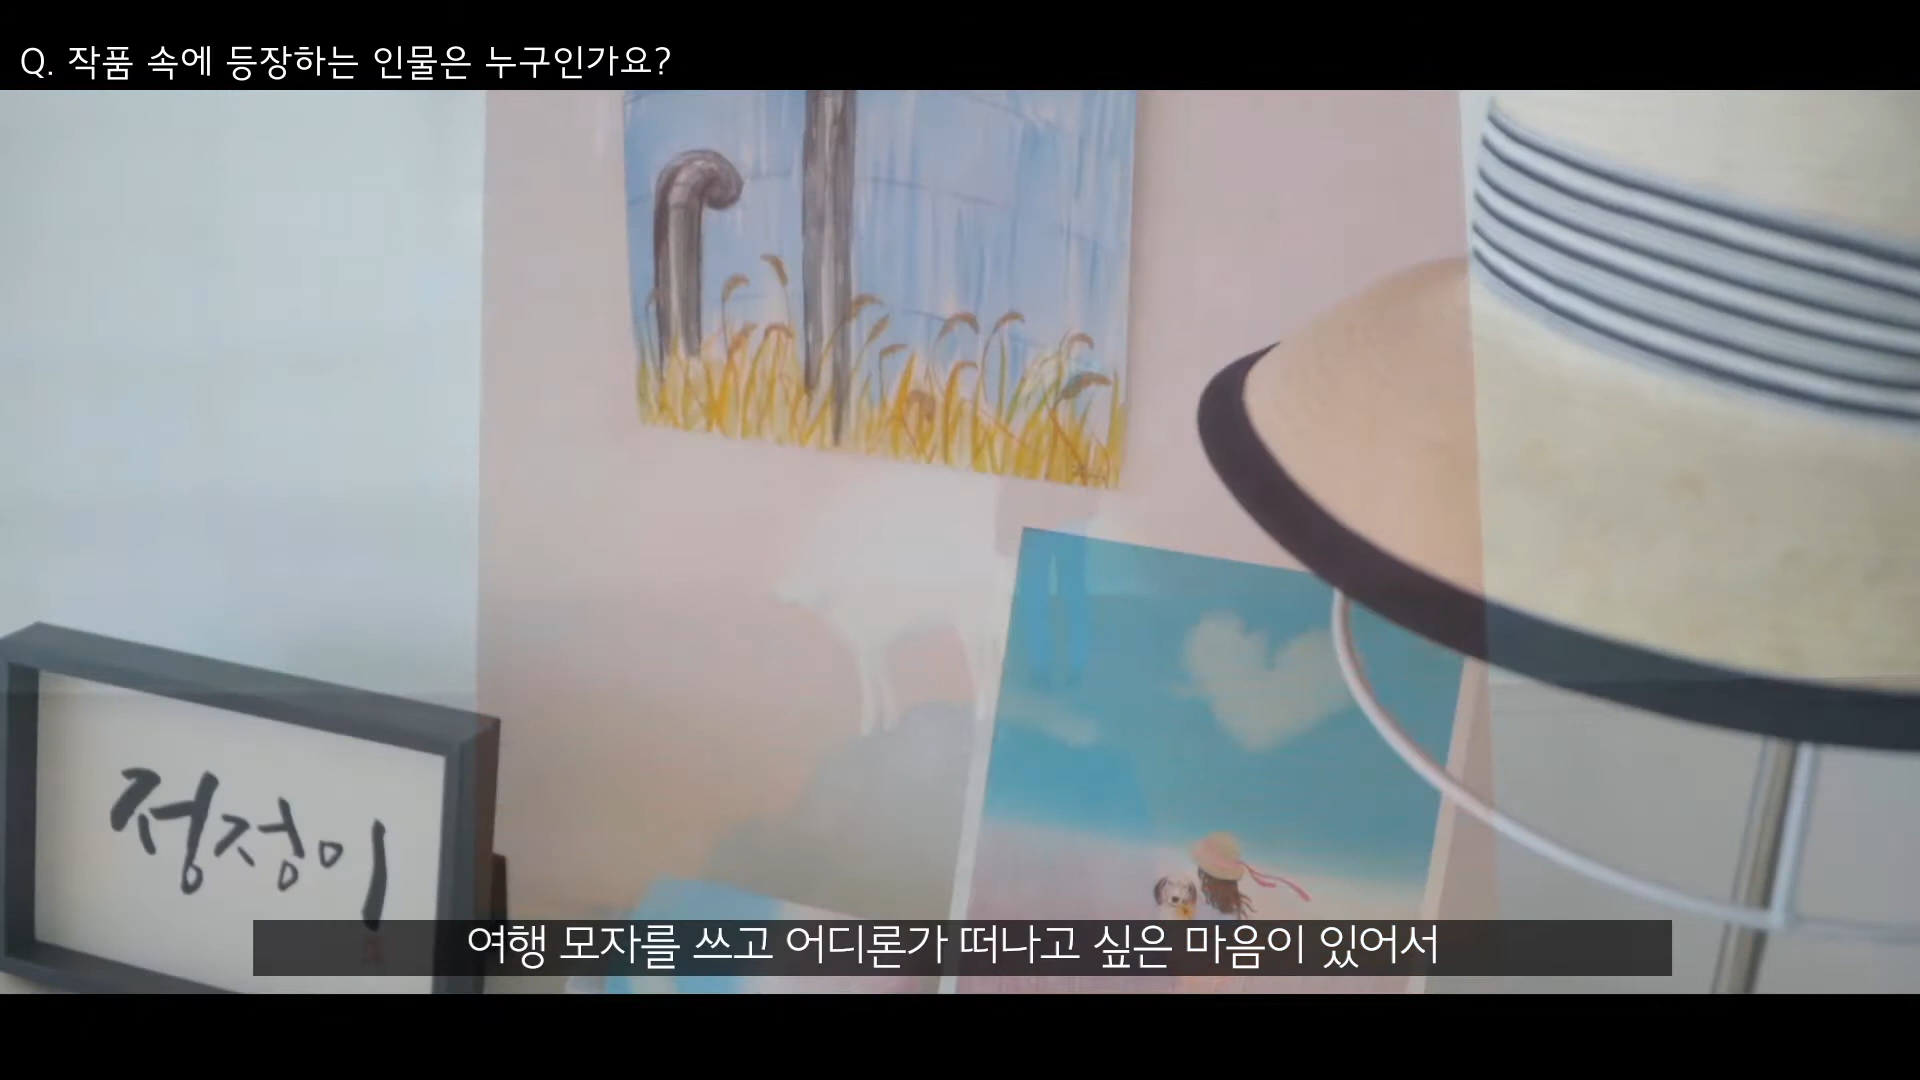 Q. 작품 속에 등장하는 인물은 누구인가요?
정정이
여행 모자를 쓰고 어디론가 떠나고 싶은 마음이 있어서